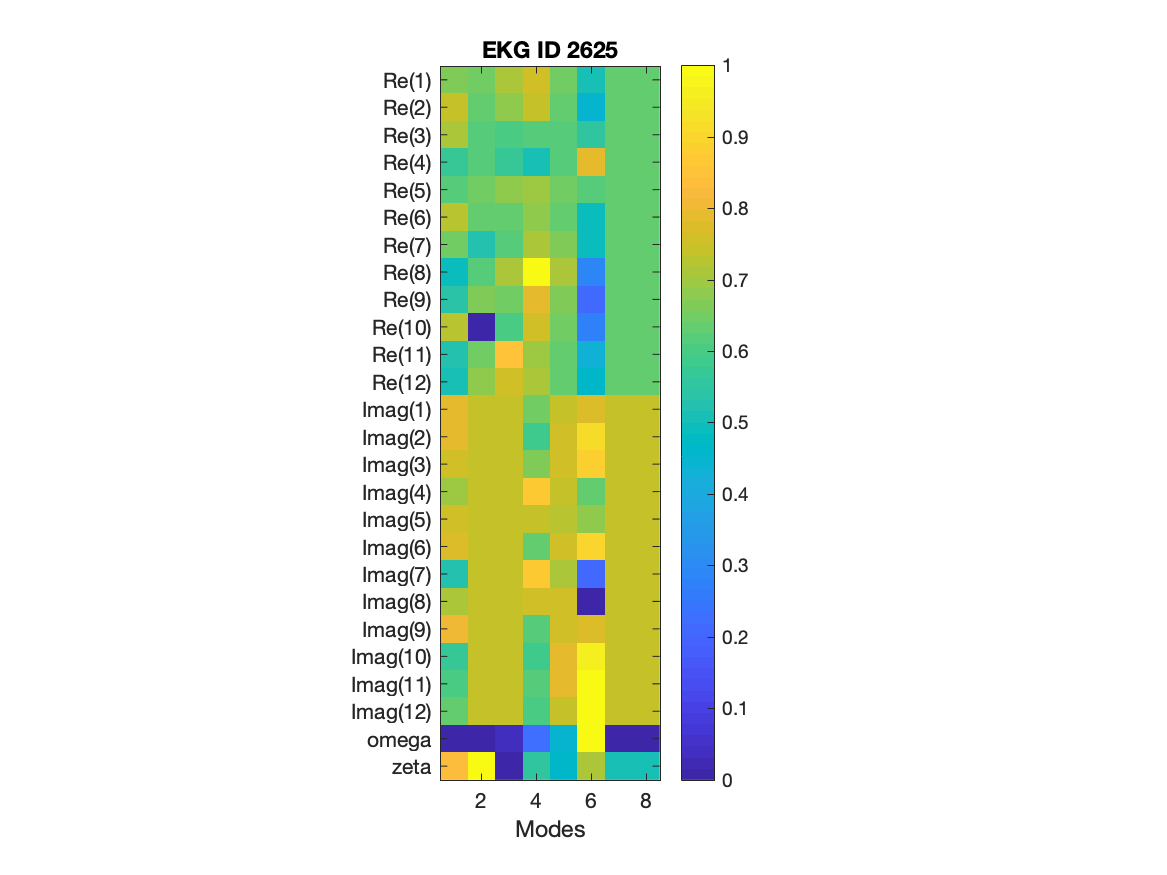 EKG ID 2625
Re(1)
Re(2)
Re(3)
Re(4)
Re(5)
Re(6)
Re(7)
Re(8)
Re(9)
Re(10)
Re(11)
Re(12)
Imag(1)
Imag(2)
Imag(3)
Imag(4)
Imag(5)
Imag(6)
Imag(7)
Imag(8)
Imag(9)
Imag(10)
Imag(11)
Imag(12)
omega
zeta
2 4 6 8
Modes
1
0.9
0.8
0.7
0.6
0.5
0.4
0.3
0.2
0.1
0